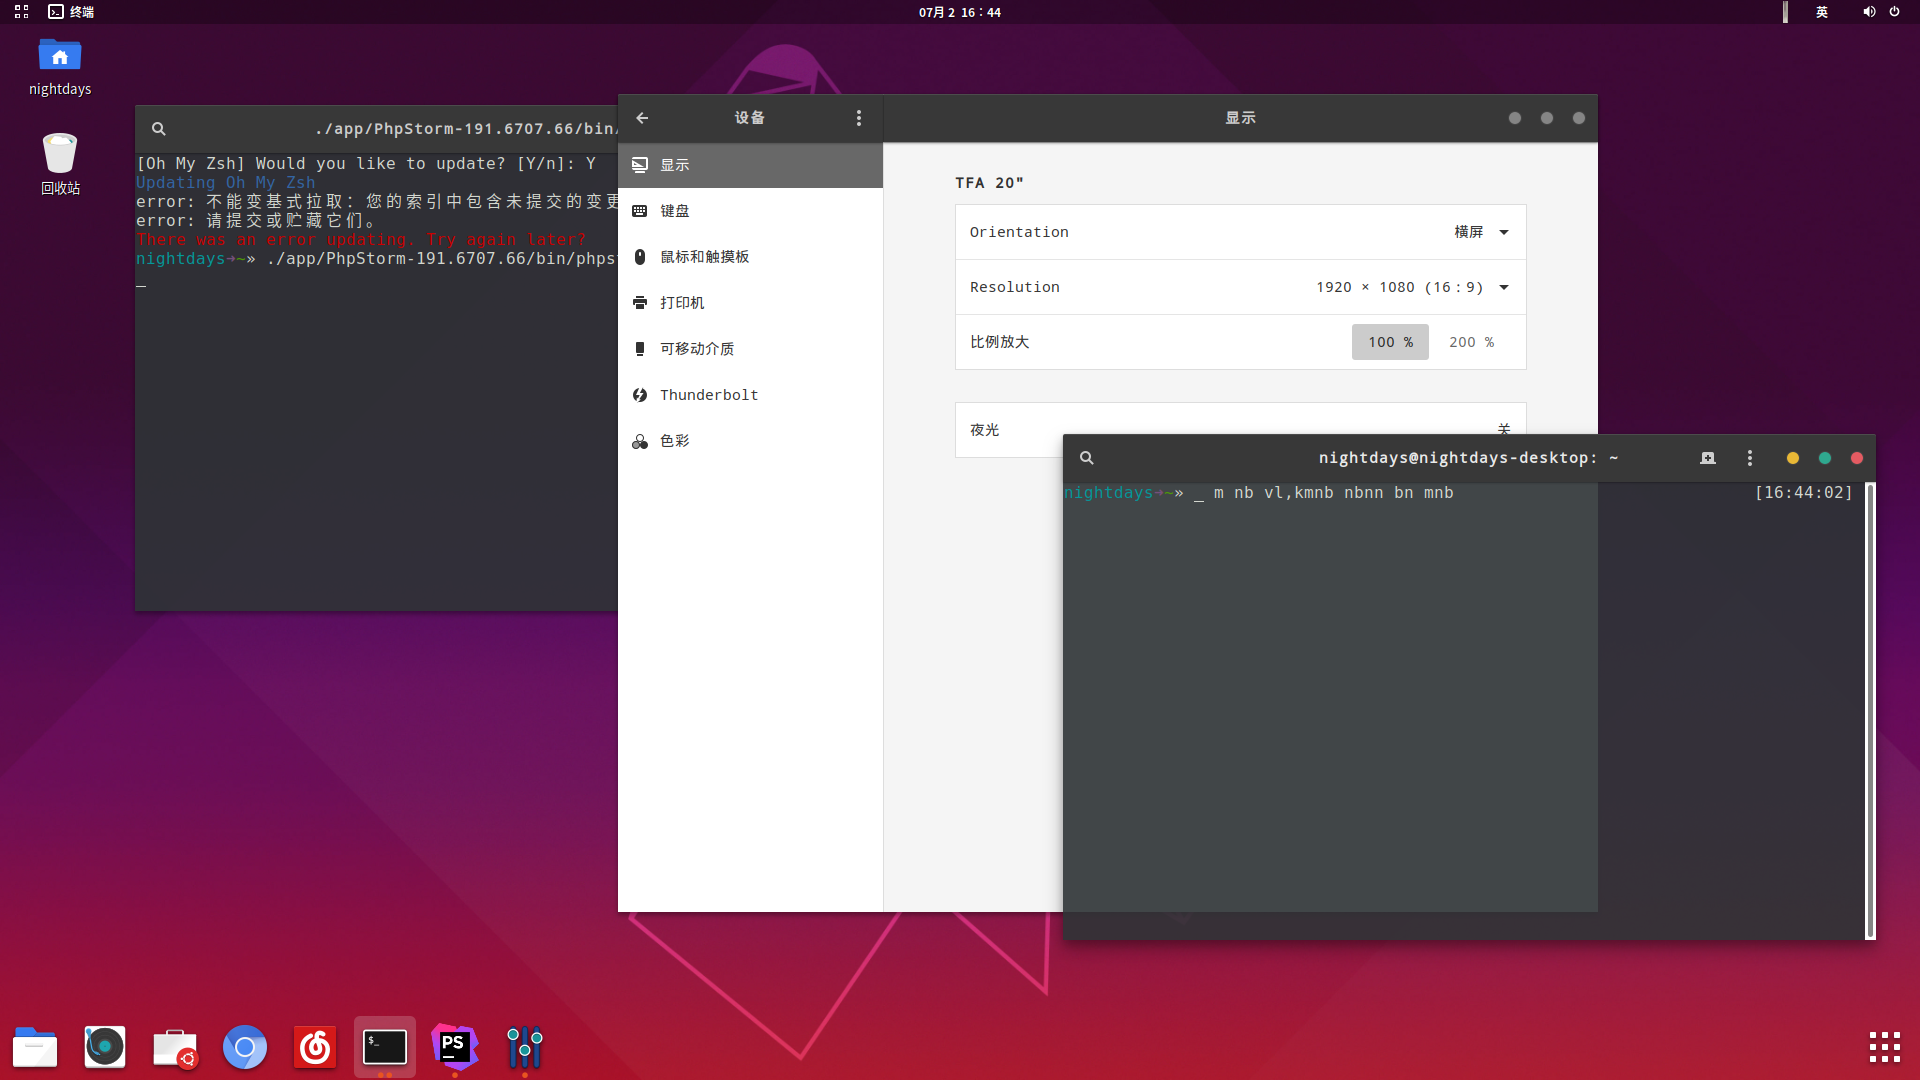 终端
07月 2 16：44
英
nightdays
回收站
./app/PhpStorm-191.6707.66/bin/
[Oh My Zsh] Would you like to update? [Y/n]: Y
Updating Oh My Zsh
error: 不能变基式拉取：您的索引中包含未提交的变更
error: 请提交或贮藏它们。
There was an error updating. Try again later?
nightdays➜~» ./app/PhpStorm-191.6707.66/bin/phps
_
设备
显示
键盘
鼠标和触摸板
打印机
可移动介质
Thunderbolt
色彩
显示
TFA 20"
Orientation 横屏
Resolution 1920 × 1080 (16：9)
比例放大 100 % 200 %
夜光 关
nightdays@nightdays-desktop: ~
nightdays➜~» _ m nb vl,kmnb nbnn bn mnb [16:44:02]
$_
PS